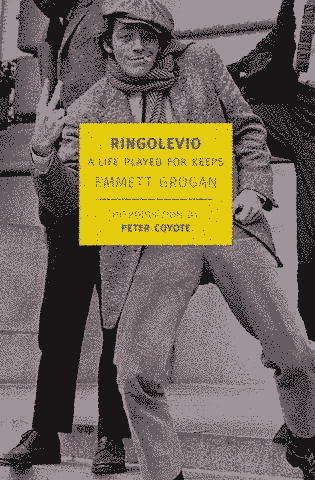 RINGOLEVIO
A LIFE PLAYED FOR KEEPS
EMMETT GROGAN
INTRODUCTION BY
PETER COYOTE